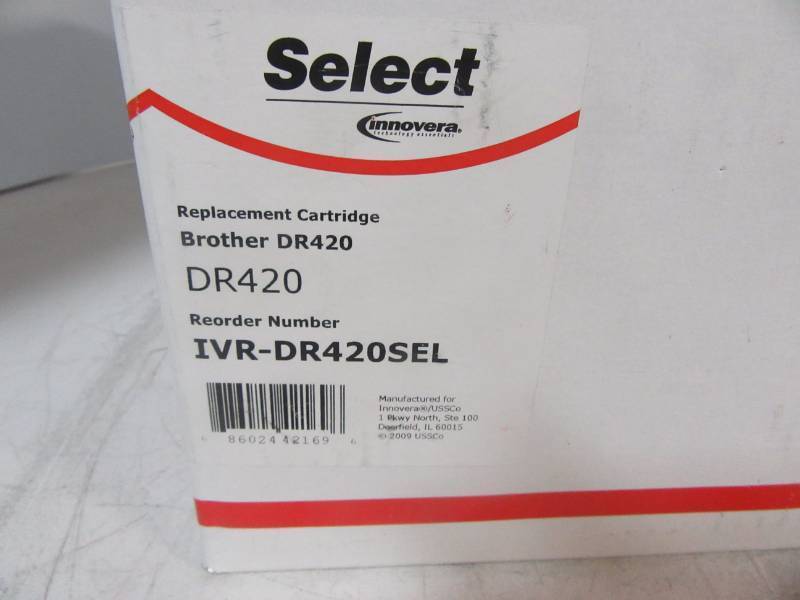 Select
innovera®
technology essentials
Replacement Cartridge
Brother DR420
DR420
Reorder Number
IVR-DR420SEL
Manufactured for
Innovera®/USSCo
1 Pkwy North, Ste 100
Deerfield, IL 60015
© 2009 USSCo
6 86024 42169 6